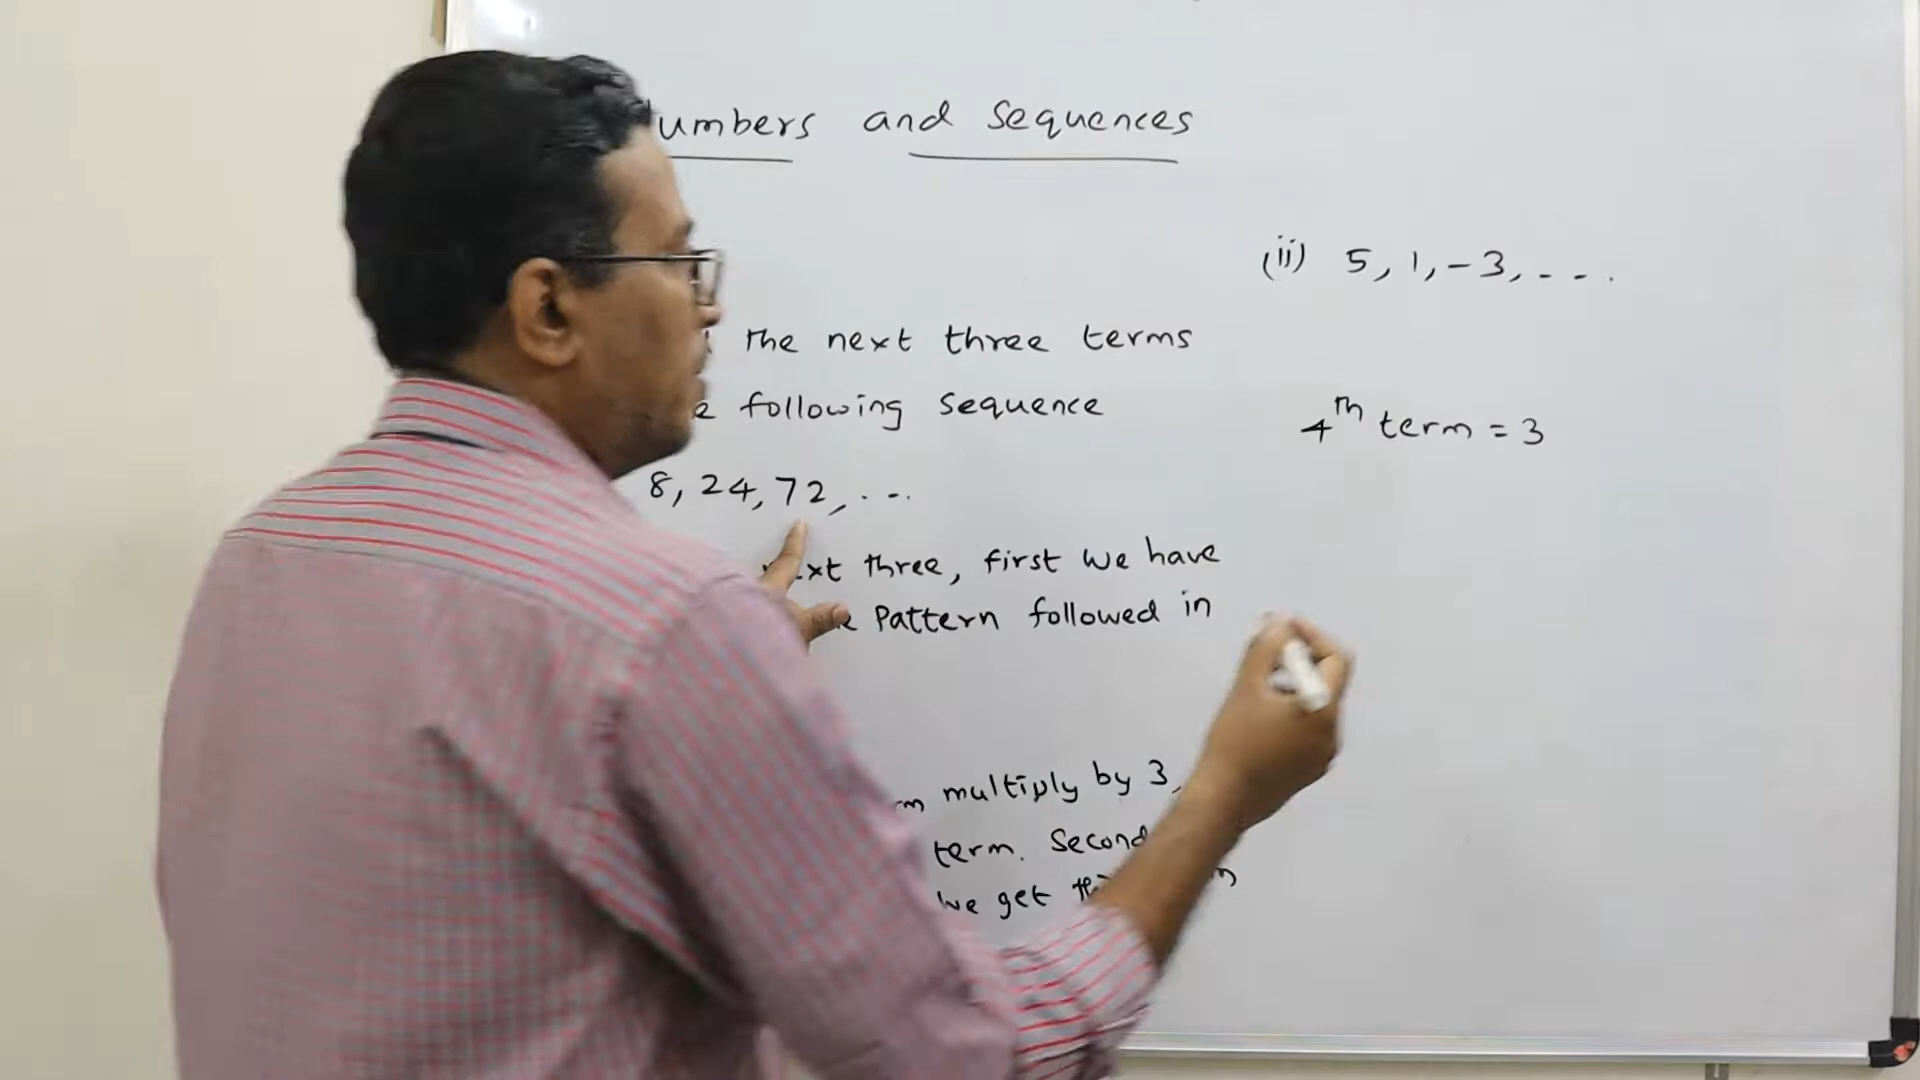 umbers and Sequences
the next three terms
following Sequence
8, 24, 72, ...
three, first we have
Pattern followed in
multiply by 3,
term. Second
we get
(ii) 5, 1, -3, ...
4th term = 3